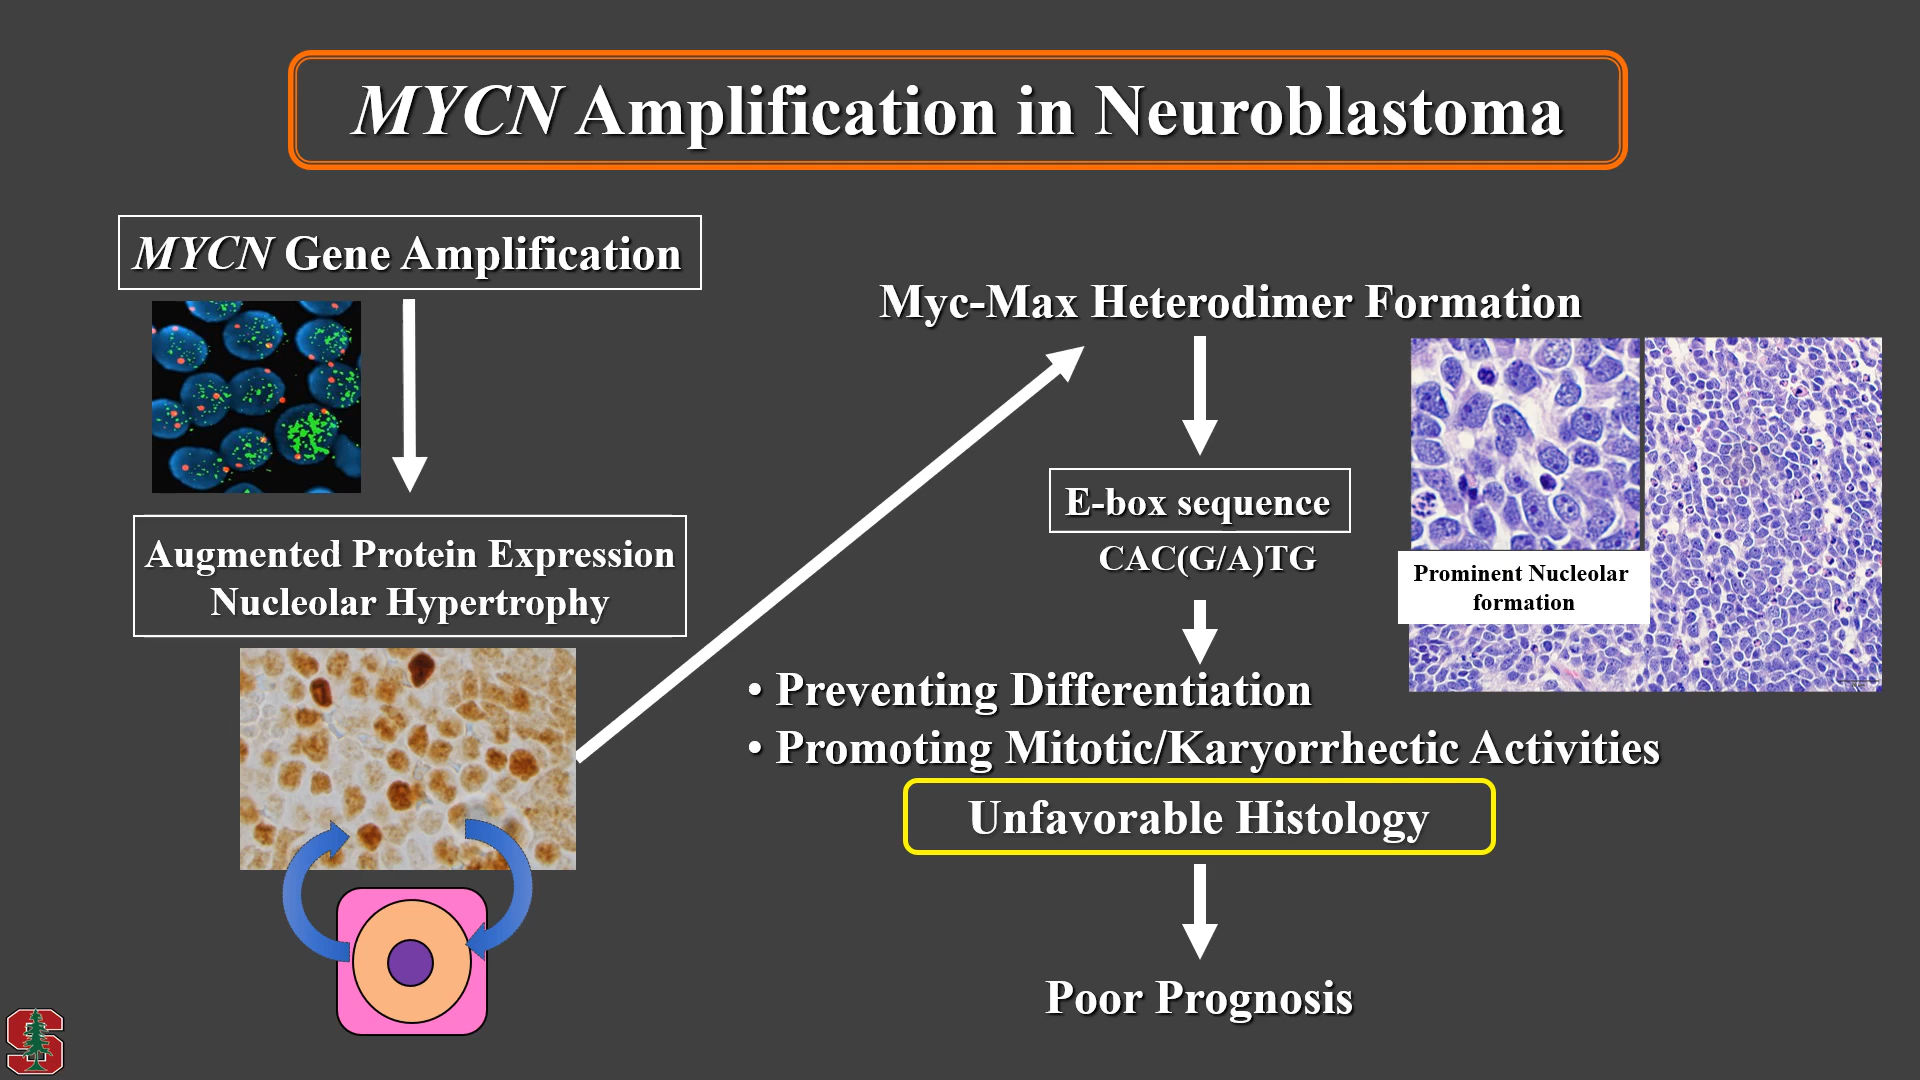 MYCN Amplification in Neuroblastoma
MYCN Gene Amplification
Augmented Protein Expression
Nucleolar Hypertrophy
Myc-Max Heterodimer Formation
E-box sequence
CAC(G/A)TG
Prominent Nucleolar
formation
• Preventing Differentiation
• Promoting Mitotic/Karyorrhectic Activities
Unfavorable Histology
Poor Prognosis
S